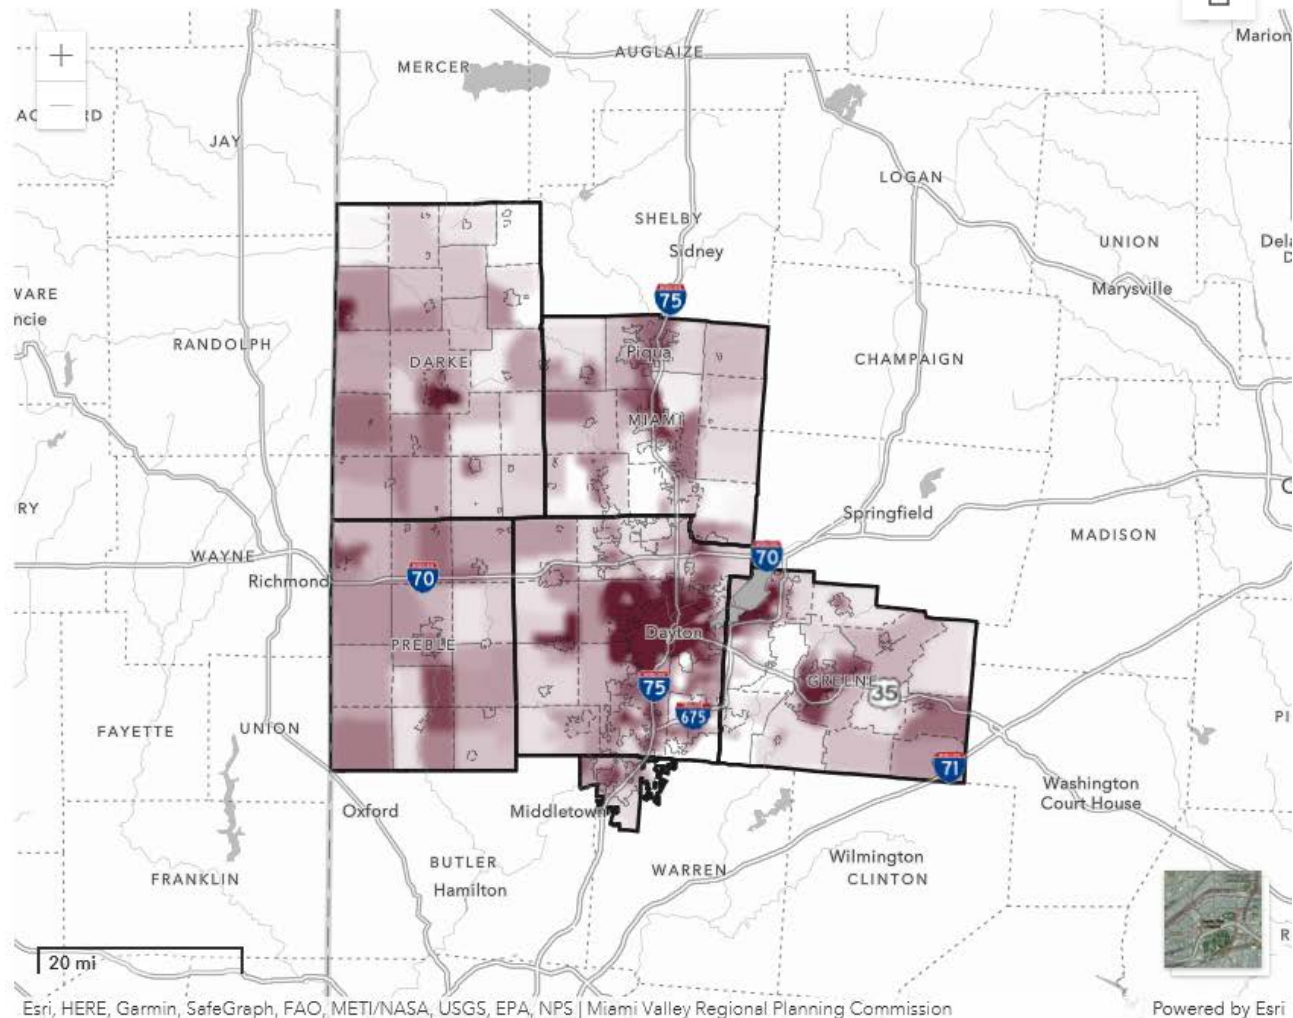 Marion
+
AUGLAIZE
MERCER
−
JAY
LOGAN
SHELBY
Sidney
UNION
Marysville
75
RANDOLPH
Piqua
DARKE
CHAMPAIGN
MIAMI
RY
Springfield
MADISON
WAYNE
Richmond
70
70
Dayton
PREBLE
GREENE
75
35
675
FAYETTE
UNION
71
Washington
Court House
Oxford
Middletown
BUTLER
Hamilton
WARREN
Wilmington
CLINTON
FRANKLIN
20 mi
Esri, HERE, Garmin, SafeGraph, FAO, METI/NASA, USGS, EPA, NPS | Miami Valley Regional Planning Commission
Powered by Esri